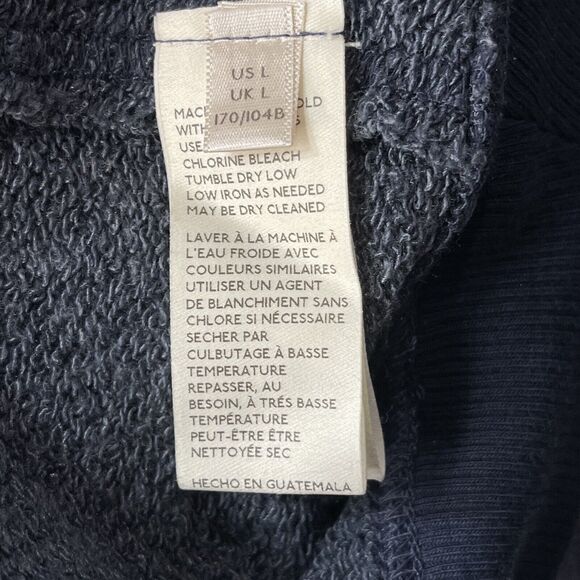 US L
UK L
170/104B
MAC OLD
WITH S
USE
CHLORINE BLEACH
TUMBLE DRY LOW
LOW IRON AS NEEDED
MAY BE DRY CLEANED
LAVER À LA MACHINE À
L'EAU FROIDE AVEC
COULEURS SIMILAIRES
UTILISER UN AGENT
DE BLANCHIMENT SANS
CHLORE SI NÉCESSAIRE
SECHER PAR
CULBUTAGE À BASSE
TEMPERATURE
REPASSER, AU
BESOIN, À TRÉS BASSE
TEMPÉRATURE
PEUT-ÊTRE ÊTRE
NETTOYÉE SEC
HECHO EN GUATEMALA